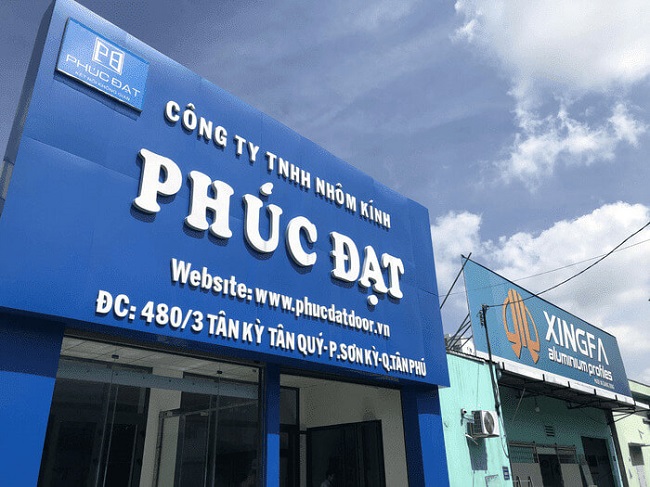 PHÚC ĐẠT
CÔNG TY TNHH NHÔM KÍNH
PHÚC ĐẠT
Website: www.phucdatdoor.vn
ĐC: 480/3 TÂN KỲ TÂN QUÝ-P.SƠN KỲ-Q.TÂN PHÚ
XINGFA
aluminium profiles